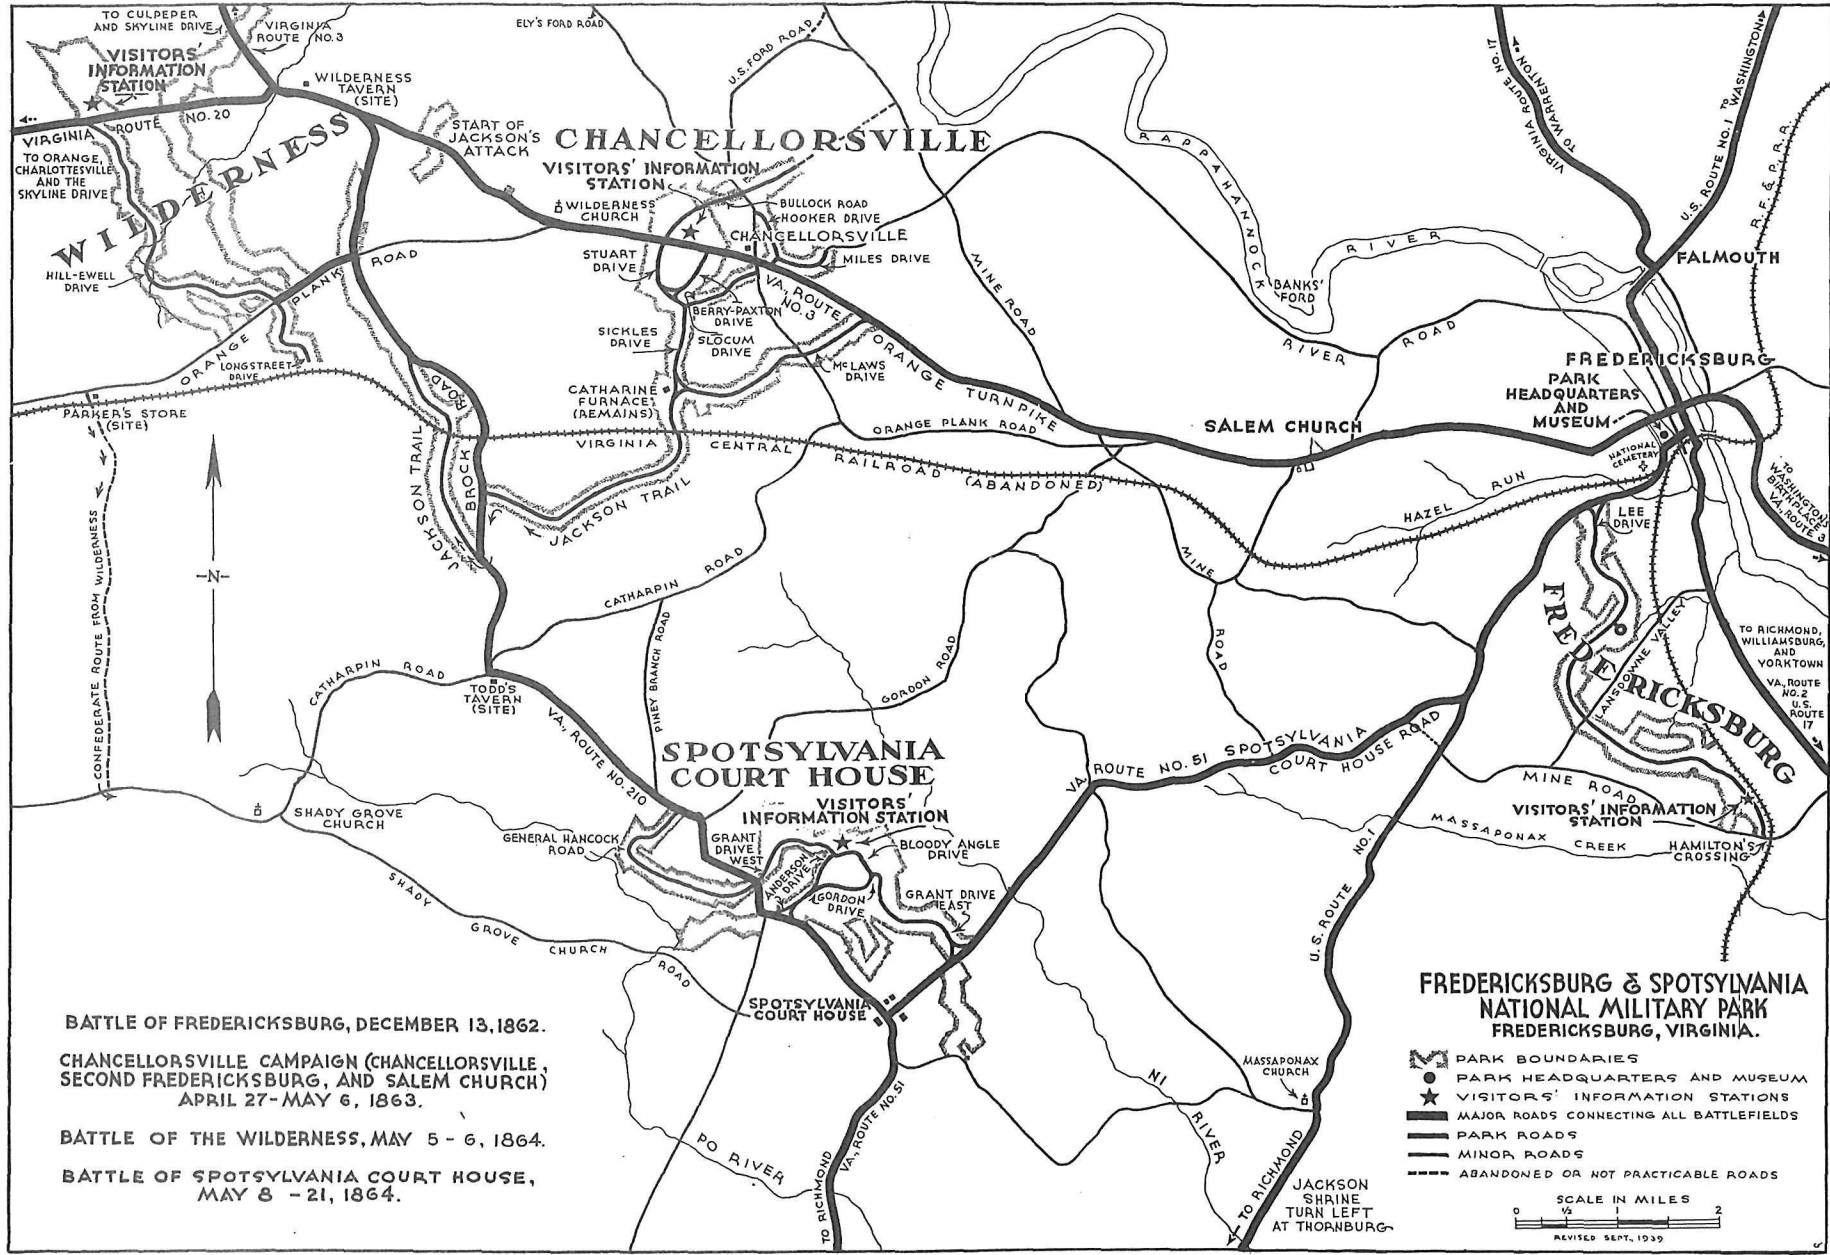 TO CULPEPER
AND SKYLINE DRIVE
VIRGINIA
ROUTE NO. 3
VISITORS'
INFORMATION
STATION
WILDERNESS
TAVERN
(SITE)
VIRGINIA ROUTE NO. 20
TO ORANGE,
CHARLOTTESVILLE
AND THE
SKYLINE DRIVE
WILDERNESS
START OF
JACKSON'S
ATTACK
ELY'S FORD ROAD
U.S. FORD ROAD
CHANCELLORSVILLE
VISITORS' INFORMATION
STATION
WILDERNESS
CHURCH
BULLOCK ROAD
HOOKER DRIVE
CHANCELLORSVILLE
MILES DRIVE
STUART
DRIVE
BERRY-PAXTON
DRIVE
SLOCUM
DRIVE
SICKLES
DRIVE
McLAWS
DRIVE
VA., ROUTE
NO. 3
ORANGE TURNPIKE
CATHARINE
FURNACE
(REMAINS)
HILL-EWELL
DRIVE
ORANGE PLANK ROAD
LONGSTREET
DRIVE
PARKER'S STORE
(SITE)
CONFEDERATE ROUTE FROM WILDERNESS
-N-
JACKSON TRAIL
BROCK ROAD
JACKSON TRAIL
VIRGINIA CENTRAL RAILROAD (ABANDONED)
ORANGE PLANK ROAD
MINE ROAD
RAPPAHANNOCK RIVER
BANKS'
FORD
RIVER ROAD
SALEM CHURCH
VIRGINIA ROUTE NO. 17
TO WARRENTON
U.S. ROUTE NO. 1 TO WASHINGTON
R. F. & P. R.R.
FALMOUTH
FREDERICKSBURG
PARK
HEADQUARTERS
AND
MUSEUM
NATIONAL
CEMETERY
HAZEL RUN
LEE
DRIVE
TO
WASHINGTON'S
BIRTHPLACE
VA., ROUTE 3
FREDERICKSBURG
LANSDOWNE VALLEY
TO RICHMOND,
WILLIAMSBURG,
AND
YORKTOWN
VA., ROUTE
NO. 2
U.S.
ROUTE
17
MINE ROAD
CATHARPIN ROAD
CATHARPIN ROAD
PINEY BRANCH ROAD
GORDON ROAD
MINE ROAD
TODD'S
TAVERN
(SITE)
VA., ROUTE NO. 210
SPOTSYLVANIA
COURT HOUSE
VISITORS'
INFORMATION STATION
VA. ROUTE NO. 51 SPOTSYLVANIA
COURT HOUSE ROAD
VISITORS' INFORMATION
STATION
MASSAPONAX CREEK
HAMILTON'S
CROSSING
SHADY GROVE
CHURCH
SHADY GROVE CHURCH ROAD
GENERAL HANCOCK
ROAD
GRANT
DRIVE
WEST
ANDERSON
DRIVE
BLOODY ANGLE
DRIVE
GORDON
DRIVE
GRANT DRIVE
EAST
U.S. ROUTE NO. 1
SPOTSYLVANIA
COURT HOUSE
MASSAPONAX
CHURCH
NI RIVER
PO RIVER
TO RICHMOND
VA., ROUTE NO. 51
TO RICHMOND
JACKSON
SHRINE
TURN LEFT
AT THORNBURG
BATTLE OF FREDERICKSBURG, DECEMBER 13, 1862.
CHANCELLORSVILLE CAMPAIGN (CHANCELLORSVILLE,
SECOND FREDERICKSBURG, AND SALEM CHURCH)
APRIL 27-MAY 6, 1863.
BATTLE OF THE WILDERNESS, MAY 5 - 6, 1864.
BATTLE OF SPOTSYLVANIA COURT HOUSE,
MAY 8 - 21, 1864.
FREDERICKSBURG & SPOTSYLVANIA
NATIONAL MILITARY PARK
FREDERICKSBURG, VIRGINIA.
PARK BOUNDARIES
PARK HEADQUARTERS AND MUSEUM
VISITORS' INFORMATION STATIONS
MAJOR ROADS CONNECTING ALL BATTLEFIELDS
PARK ROADS
MINOR ROADS
ABANDONED OR NOT PRACTICABLE ROADS
SCALE IN MILES
0 ½ 1 2
REVISED SEPT., 1939